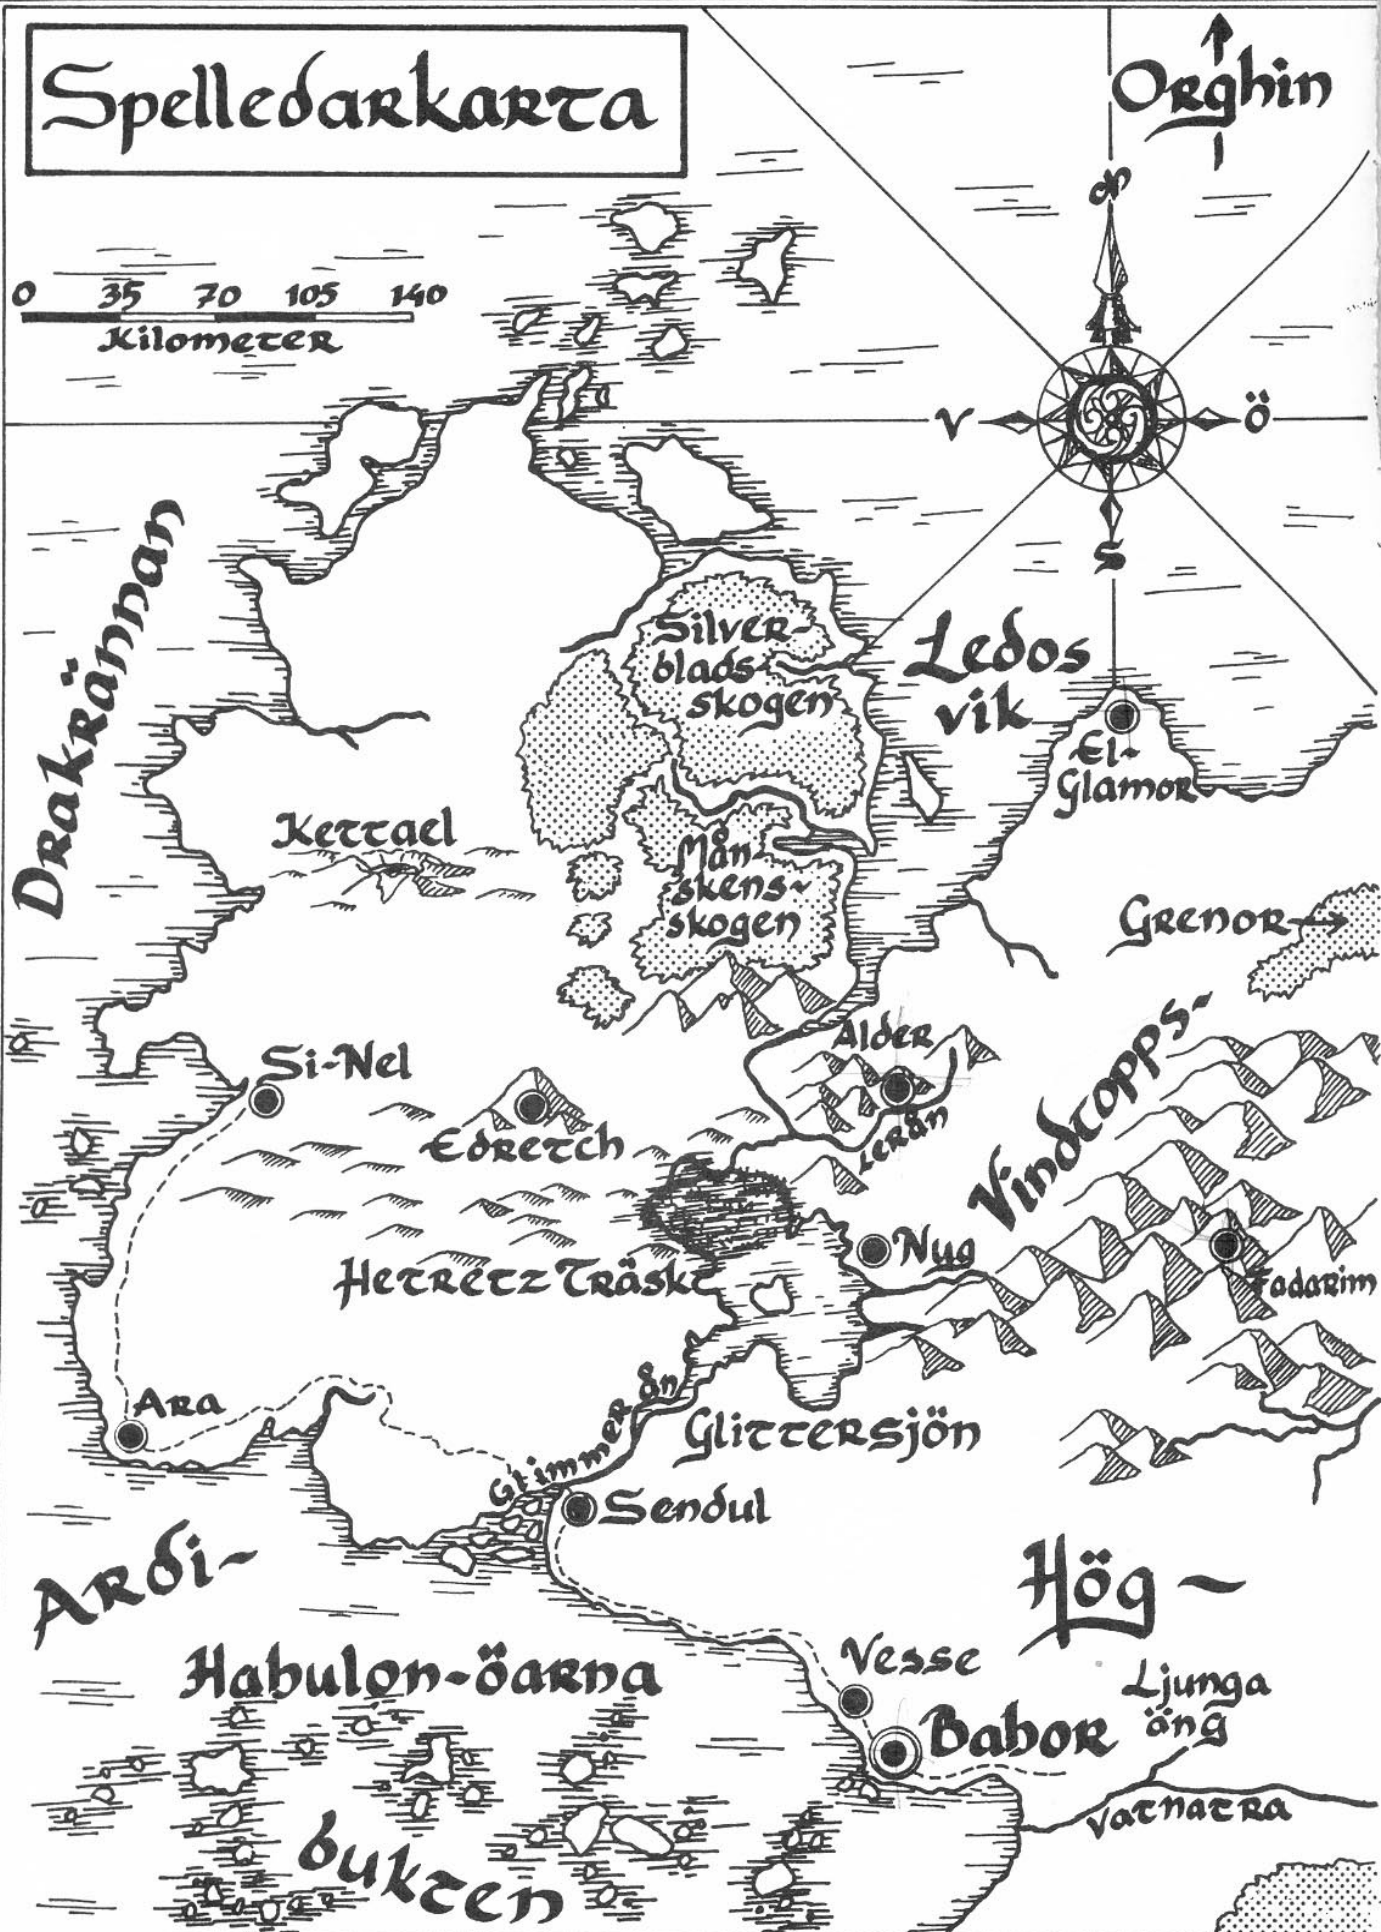 Spelledarkarta
Orghin
N
0 35 70 105 140
Kilometer
V
Ö
S
Drakrännan
Silver-
blads-
skogen
Ledos
vik
El-
Glamor
Kettael
Mån-
skens-
skogen
Grenor
Alder
Si-Nel
Edretch
Lerån
Vindtopps-
Nug
Hetretz Träsk
Fadarim
Ara
Glimmerån
Glittersjön
Sendul
Ardi-
Hög-
Habulon-öarna
Vesse
Ljunga
äng
Babor
Vatnatra
bukten